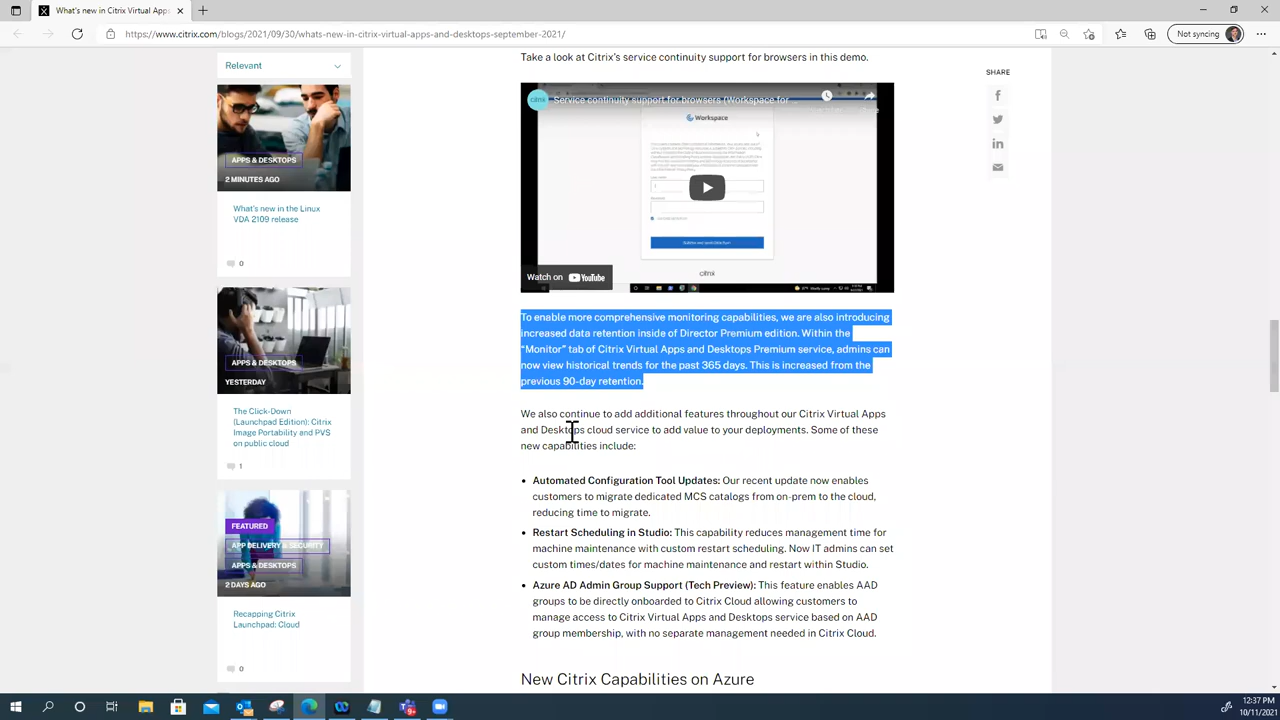 What's new in Citrix Virtual Apps
https://www.citrix.com/blogs/2021/09/30/whats-new-in-citrix-virtual-apps-and-desktops-september-2021/
Not syncing
Relevant
APPS & DESKTOPS
2 MINUTES AGO
What's new in the Linux
VDA 2109 release
0
APPS & DESKTOPS
YESTERDAY
The Click-Down
(Launchpad Edition): Citrix
Image Portability and PVS
on public cloud
1
FEATURED
APP DELIVERY & SECURITY
APPS & DESKTOPS
2 DAYS AGO
Recapping Citrix
Launchpad: Cloud
0
Take a look at Citrix's service continuity support for browsers in this demo.
citrix
Service continuity support for browsers (Workspace for ...
Workspace
citrix
Watch on YouTube
To enable more comprehensive monitoring capabilities, we are also introducing
increased data retention inside of Director Premium edition. Within the
"Monitor" tab of Citrix Virtual Apps and Desktops Premium service, admins can
now view historical trends for the past 365 days. This is increased from the
previous 90-day retention.
We also continue to add additional features throughout our Citrix Virtual Apps
and Desktops cloud service to add value to your deployments. Some of these
new capabilities include:
• Automated Configuration Tool Updates: Our recent update now enables
customers to migrate dedicated MCS catalogs from on-prem to the cloud,
reducing time to migrate.
• Restart Scheduling in Studio: This capability reduces management time for
machine maintenance with custom restart scheduling. Now IT admins can set
custom times/dates for machine maintenance and restart within Studio.
• Azure AD Admin Group Support (Tech Preview): This feature enables AAD
groups to be directly onboarded to Citrix Cloud allowing customers to
manage access to Citrix Virtual Apps and Desktops service based on AAD
group membership, with no separate management needed in Citrix Cloud.
New Citrix Capabilities on Azure
SHARE
12:37 PM
10/11/2021